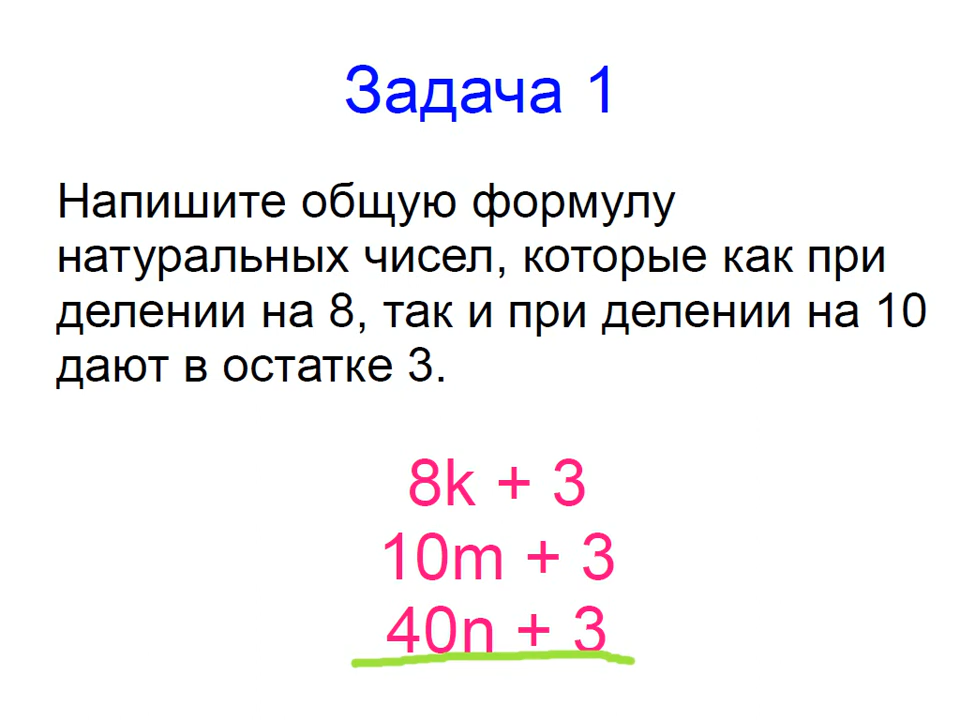 Задача 1
Напишите общую формулу
натуральных чисел, которые как при
делении на 8, так и при делении на 10
дают в остатке 3.
8k + 3
10m + 3
40n + 3